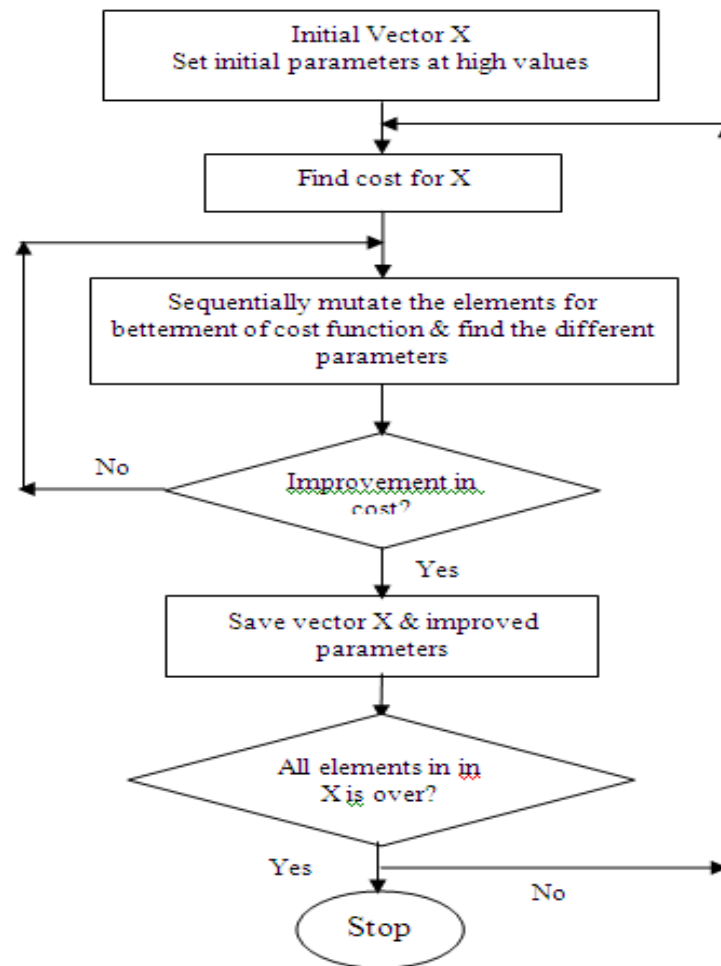 Initial Vector X
Set initial parameters at high values
Find cost for X
Sequentially mutate the elements for
betterment of cost function & find the different
parameters
No
Improvement in
cost?
Yes
Save vector X & improved
parameters
All elements in in
X is over?
Yes
No
Stop